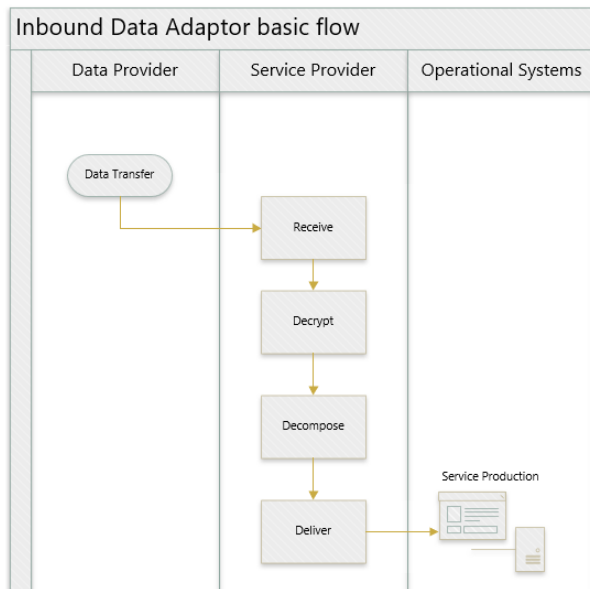 Inbound Data Adaptor basic flow
Data Provider
Service Provider
Operational Systems
Data Transfer
Receive
Decrypt
Decompose
Service Production
Deliver